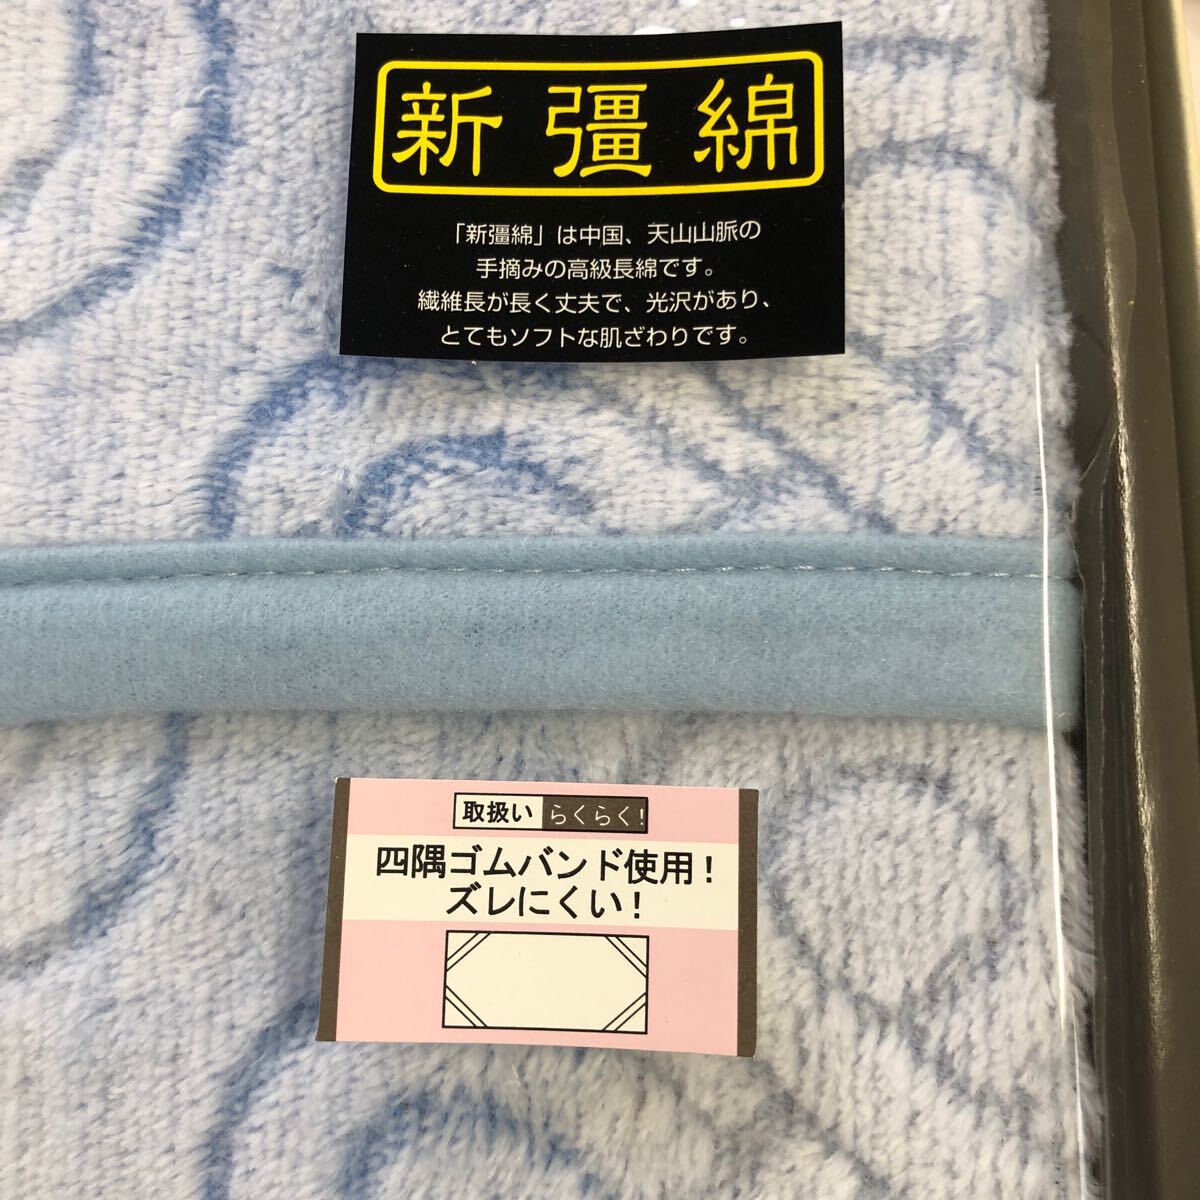 新疆綿
「新彊綿」は中国、天山山脈の
手摘みの高級長綿です。
繊維長が長く丈夫で、光沢があり、
とてもソフトな肌ざわりです。
取扱い らくらく!
四隅ゴムバンド使用!
ズレにくい!